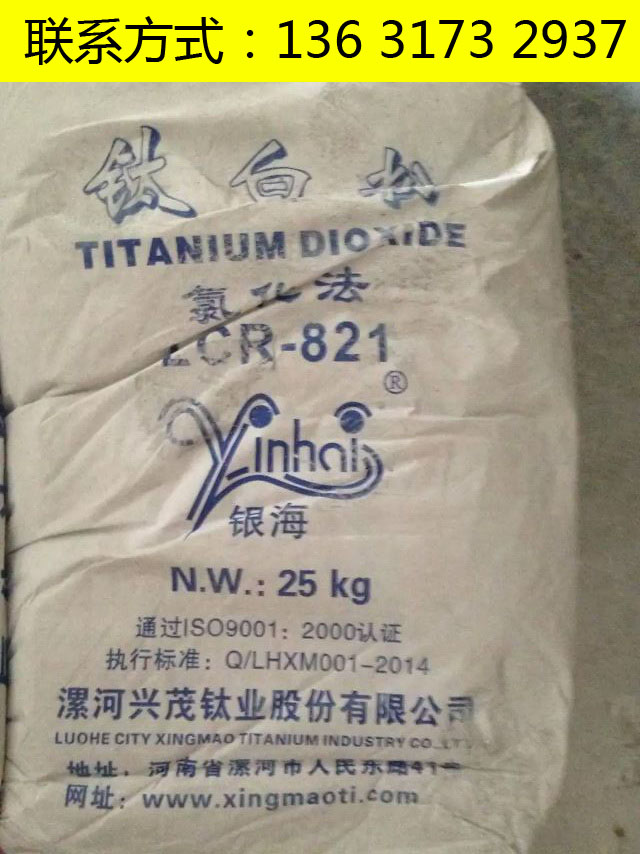 联系方式：136 3173 2937
钛白粉
TITANIUM DIOXIDE
氯化法
LCR-821
®
Yinhai
银海
N.W.: 25 kg
通过ISO9001：2000认证
执行标准：Q/LHXM001-2014
漯河兴茂钛业股份有限公司
LUOHE CITY XINGMAO TITANIUM INDUSTRY CO.,LTD
地址：河南省漯河市人民东路41号
网址：www.xingmaoti.com